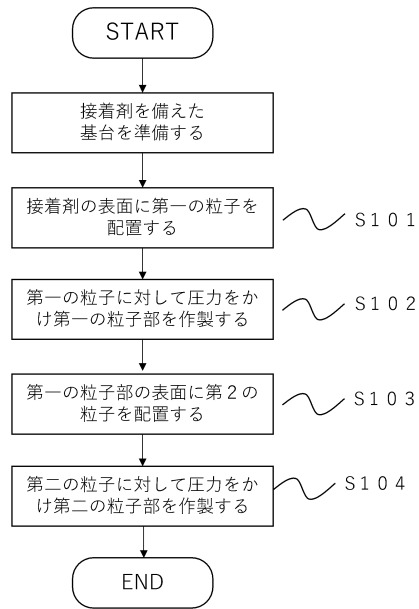 START
接着剤を備えた
基台を準備する
接着剤の表面に第一の粒子を
配置する
S１０１
第一の粒子に対して圧力をか
け第一の粒子部を作製する
S１０２
第一の粒子部の表面に第２の
粒子を配置する
S１０３
第二の粒子に対して圧力をか
け第二の粒子部を作製する
S１０４
END